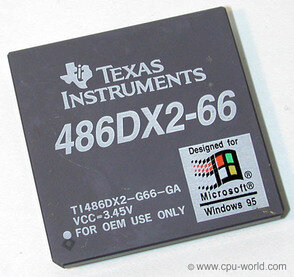 TEXAS
INSTRUMENTS
486DX2-66
Designed for
Microsoft®
Windows 95
TI486DX2-G66-GA
VCC-3.45V
FOR OEM USE ONLY
© www.cpu-world.com